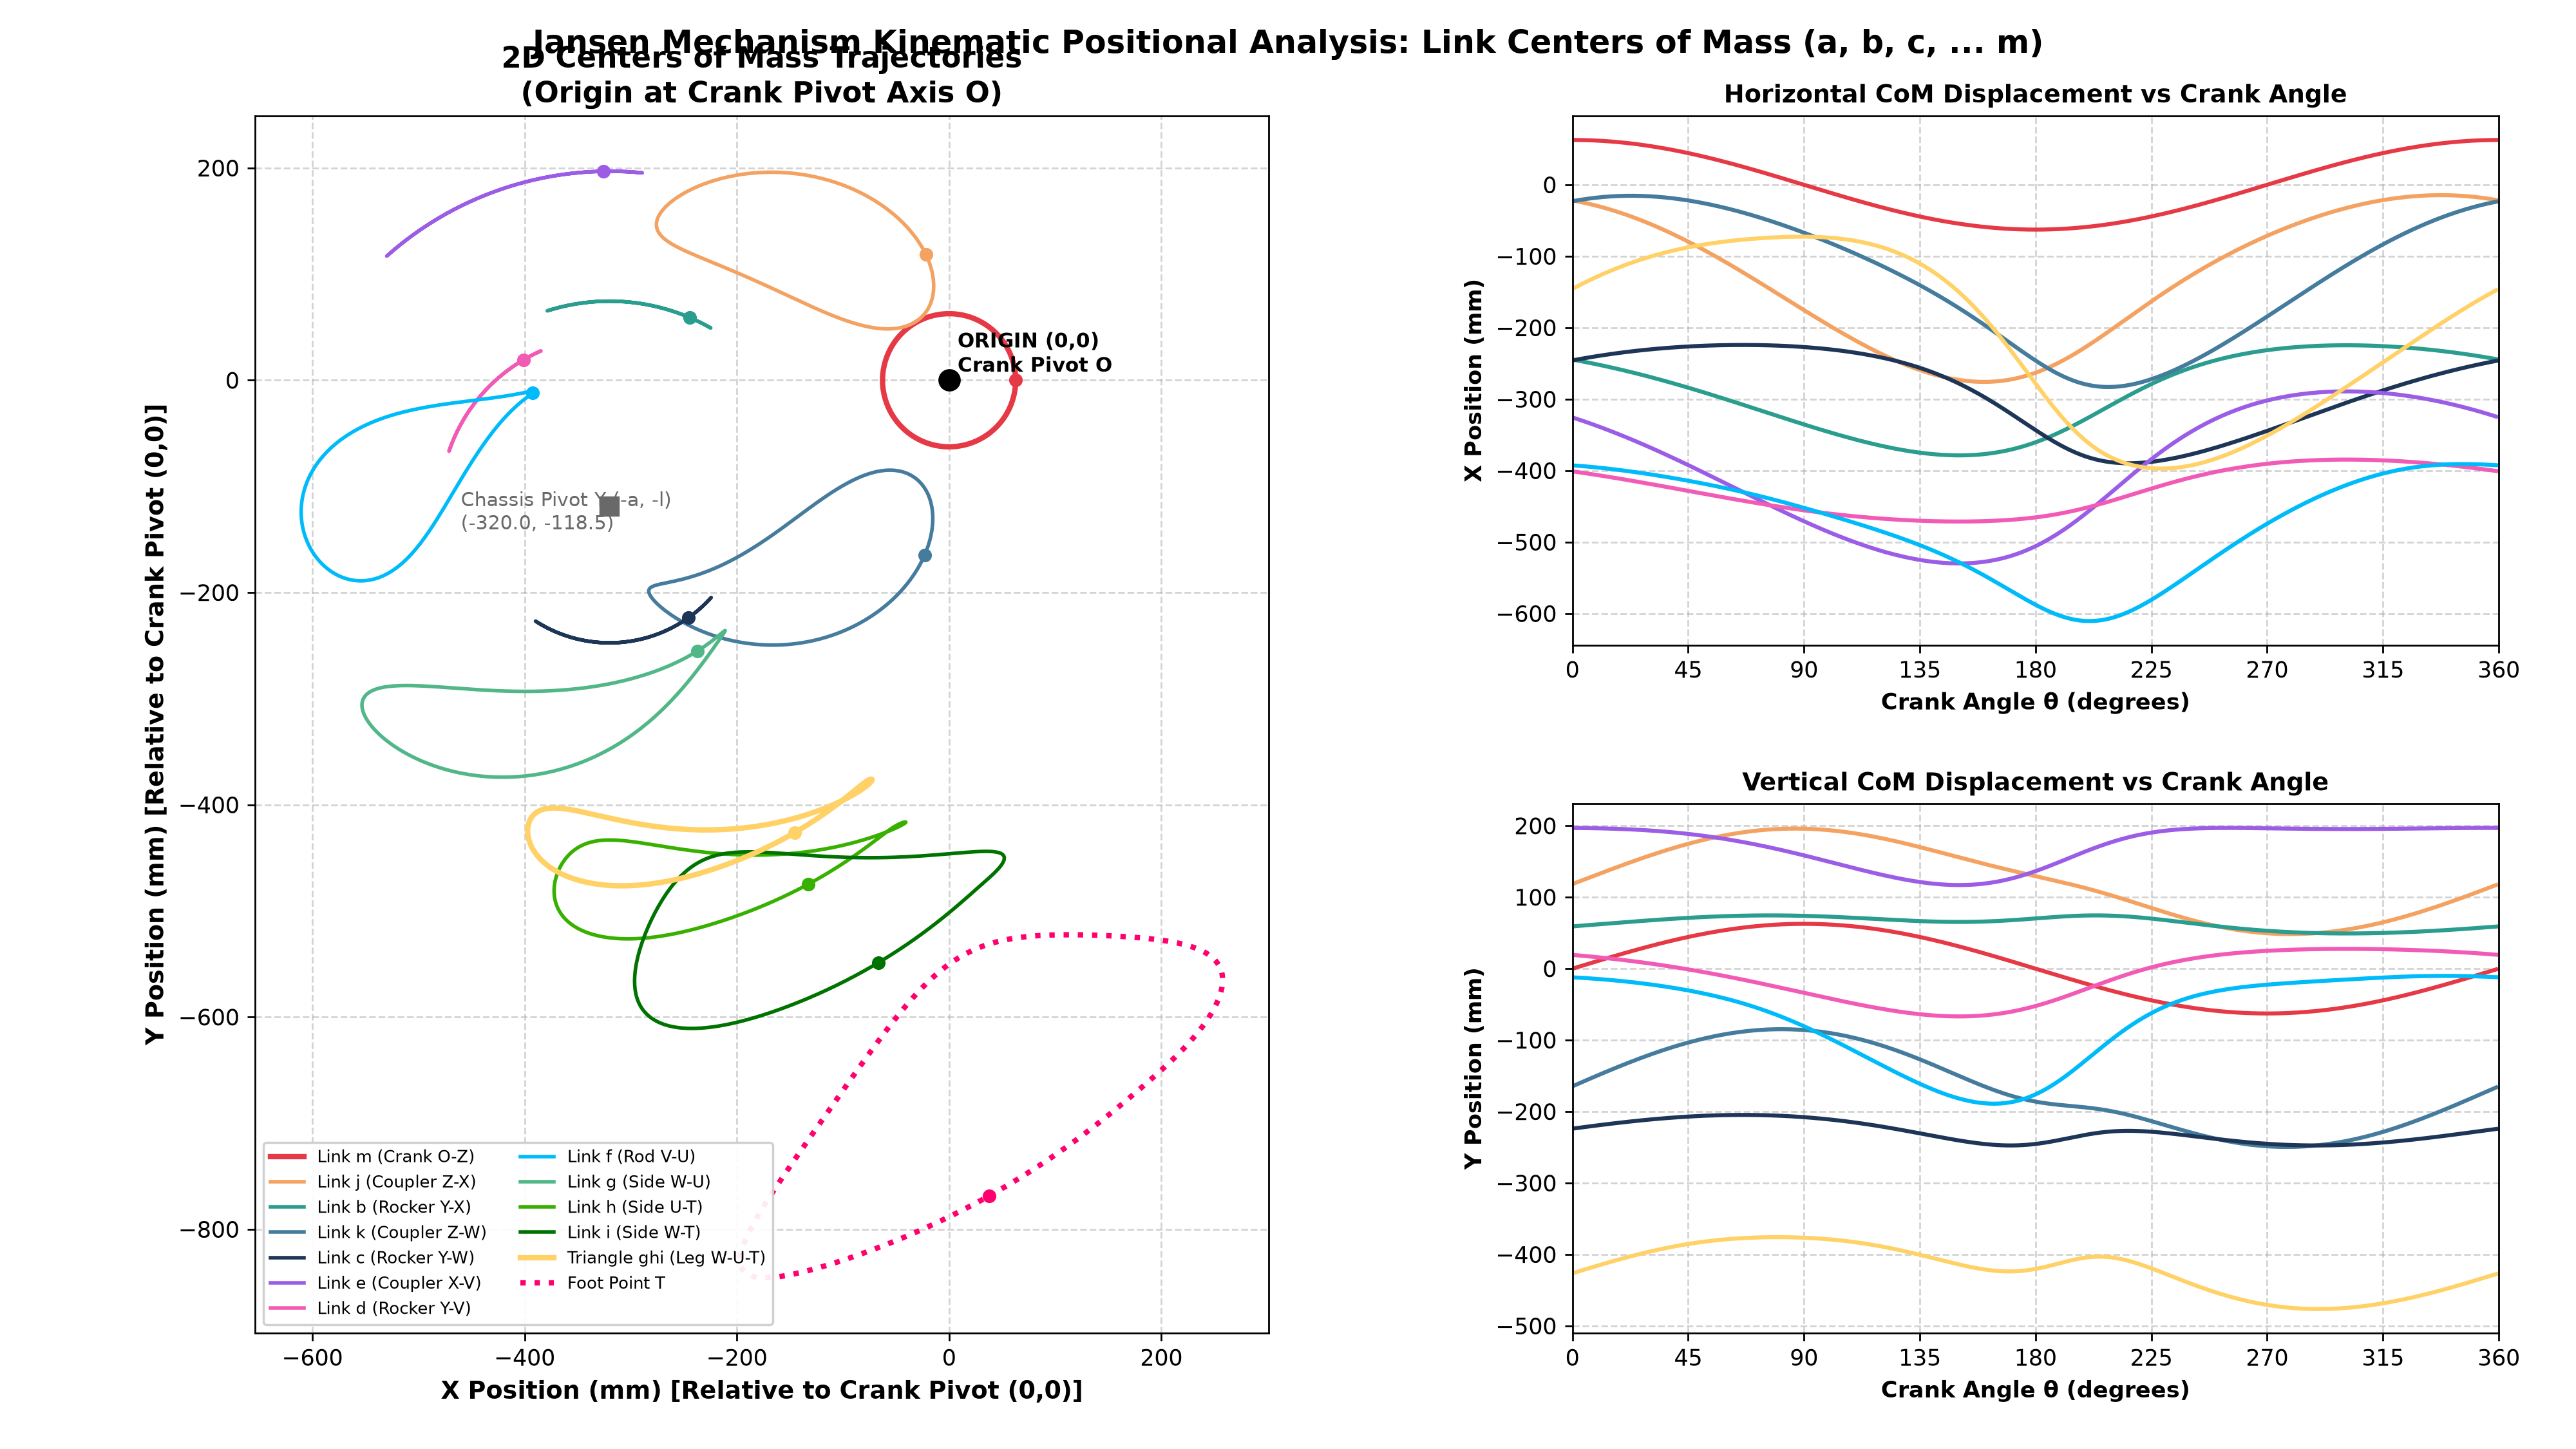 Jansen Mechanism Kinematic Positional Analysis: Link Centers of Mass (a, b, c, ... m)
2D Centers of Mass Trajectories
(Origin at Crank Pivot Axis O)
Y Position (mm) [Relative to Crank Pivot (0,0)]
200
0
−200
−400
−600
−800
ORIGIN (0,0)
Crank Pivot O
Chassis Pivot Y (-a, -l)
(-320.0, -118.5)
Link m (Crank O-Z)
Link j (Coupler Z-X)
Link b (Rocker Y-X)
Link k (Coupler Z-W)
Link c (Rocker Y-W)
Link e (Coupler X-V)
Link d (Rocker Y-V)
Link f (Rod V-U)
Link g (Side W-U)
Link h (Side U-T)
Link i (Side W-T)
Triangle ghi (Leg W-U-T)
Foot Point T
−600 −400 −200 0 200
X Position (mm) [Relative to Crank Pivot (0,0)]
Horizontal CoM Displacement vs Crank Angle
X Position (mm)
0
−100
−200
−300
−400
−500
−600
0 45 90 135 180 225 270 315 360
Crank Angle θ (degrees)
Vertical CoM Displacement vs Crank Angle
Y Position (mm)
200
100
0
−100
−200
−300
−400
−500
0 45 90 135 180 225 270 315 360
Crank Angle θ (degrees)